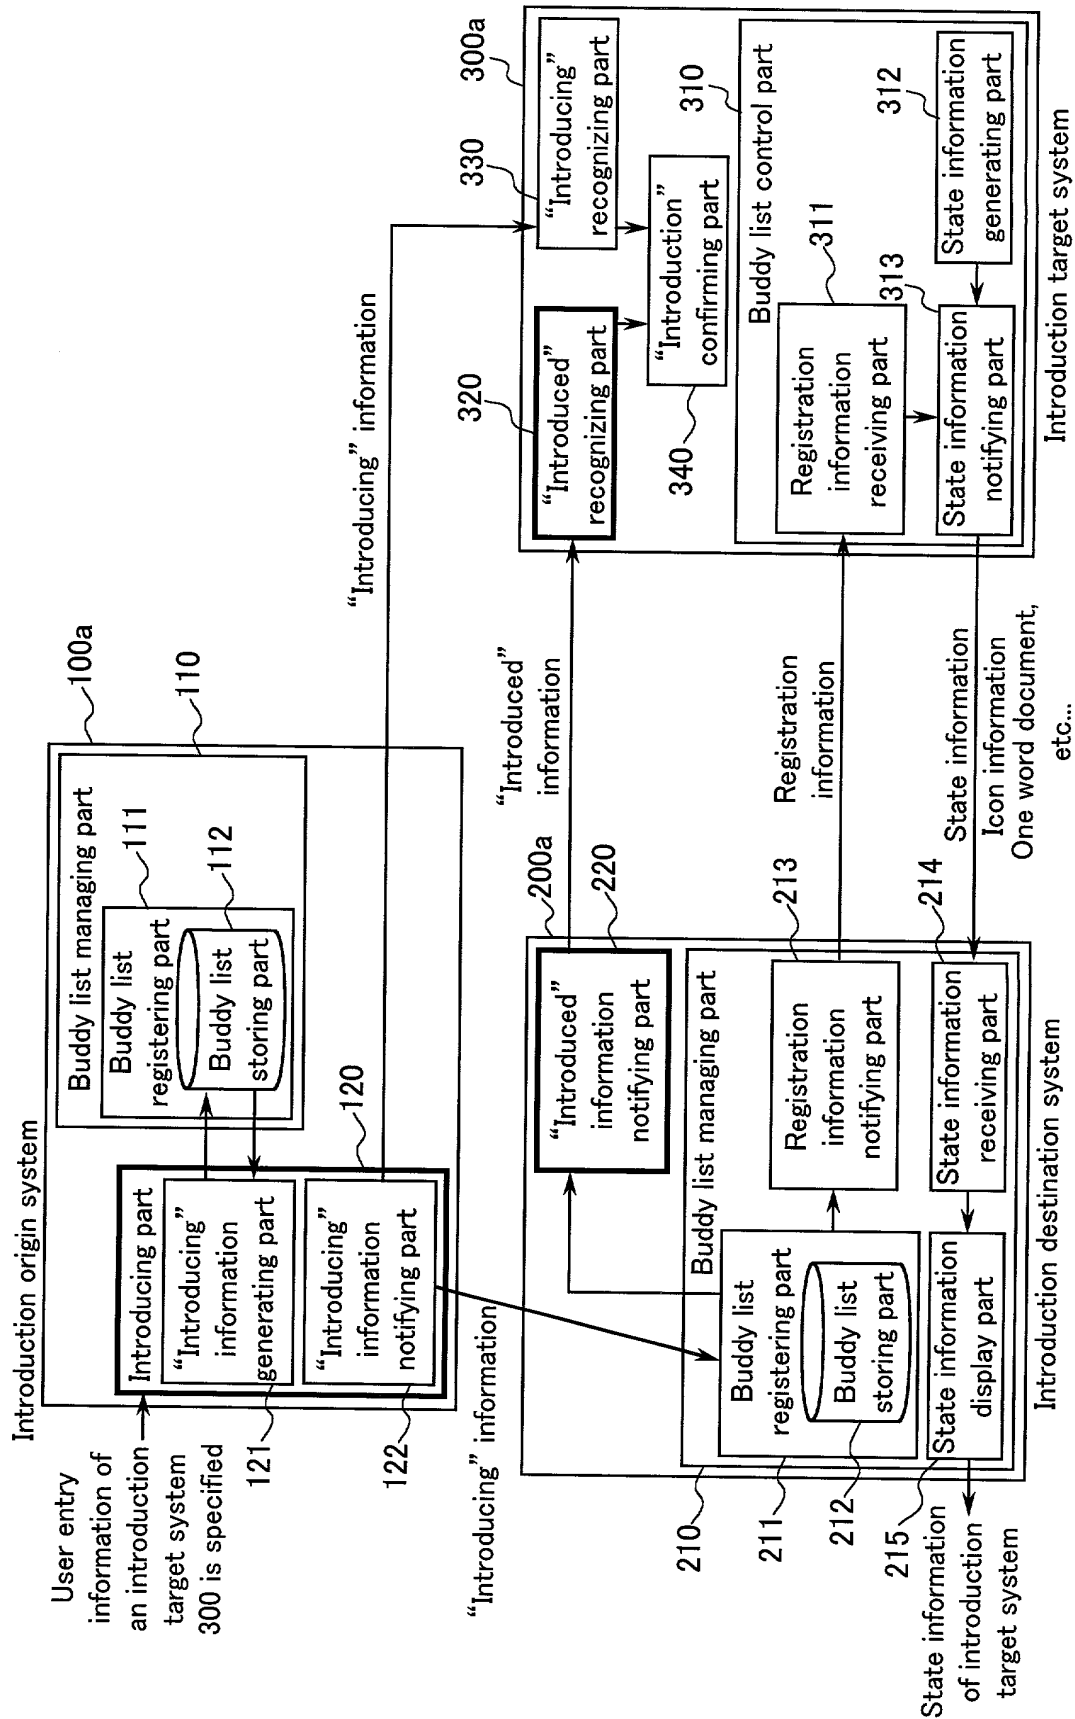 Introduction origin system
100a
Buddy list managing part
110
Buddy list
registering part
111
Buddy list
storing part
112
User entry
information of
an introduction
target system
300 is specified
Introducing part
120
“Introducing”
information
generating part
121
“Introducing”
information
notifying part
122
“Introducing” information
“Introducing” information
200a
“Introduced”
information
notifying part
220
“Introduced”
information
Buddy list managing part
210
Buddy list
registering part
211
Buddy list
storing part
212
Registration
information
notifying part
213
Registration
information
State information
receiving part
214
State information
display part
215
State information
of introduction
target system
Introduction destination system
State information
Icon information
One word document,
etc...
300a
“Introduced”
recognizing part
320
“Introducing”
recognizing part
330
“Introduction”
confirming part
340
Buddy list control part
310
Registration
information
receiving part
311
State information
generating part
312
State information
notifying part
313
Introduction target system